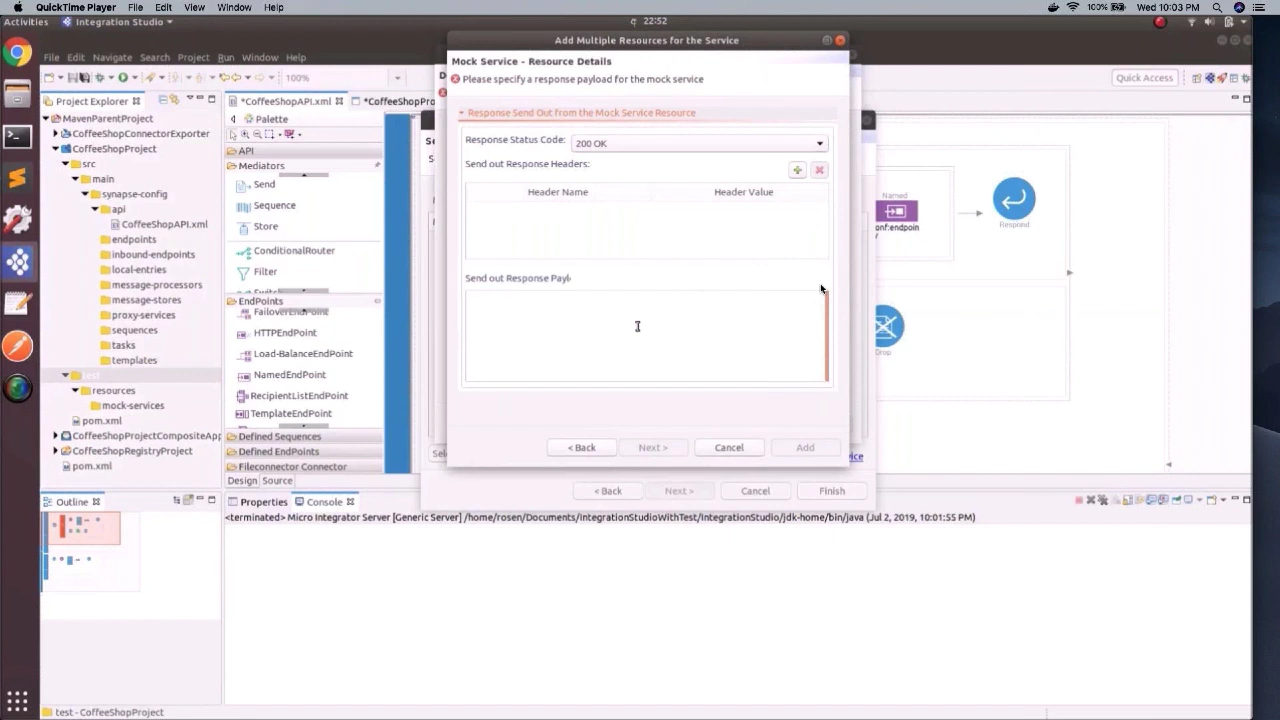 QuickTime Player File Edit View Window Help
Activities Integration Studio 22:52
Add Multiple Resources for the Service
Mock Service - Resource Details
Please specify a response payload for the mock service
File Edit
Search Project Run Window Help
100%
Quick Access
Project Explorer
*CoffeeShopAPI.xml
*CoffeeShopPro
MavenParentProject
CoffeeShopConnectorExporter
CoffeeShopProject
src
main
synapse-config
api
CoffeeShopAPI.xml
endpoints
inbound-endpoints
local-entries
message-processors
message-stores
proxy-services
sequences
tasks
templates
test
resources
mock-services
pom.xml
CoffeeShopProjectCompositeApp
CoffeeShopRegistryProject
pom.xml
Palette
API
Mediators
Send
Sequence
Store
ConditionalRouter
Filter
EndPoints
FailoverEndPoint
HTTPEndPoint
Load-BalanceEndPoint
NamedEndPoint
RecipientListEndPoint
TemplateEndPoint
Defined Sequences
Defined EndPoints
Fileconnector Connector
Design Source
Response Send Out from the Mock Service Resource
Response Status Code: 200 OK
Send out Response Headers:
Header Name Header Value
Send out Response Paylo
< Back Next > Cancel Add
< Back Next > Cancel Finish
Named
conf:endpoin
Respond
Drop
Outline
Properties Console
<terminated> Micro Integrator Server [Generic Server] /home/rosen/Documents/IntegrationStudioWithTest/IntegrationStudio/jdk-home/bin/java (Jul 2, 2019, 10:01:55 PM)
test - CoffeeShopProject